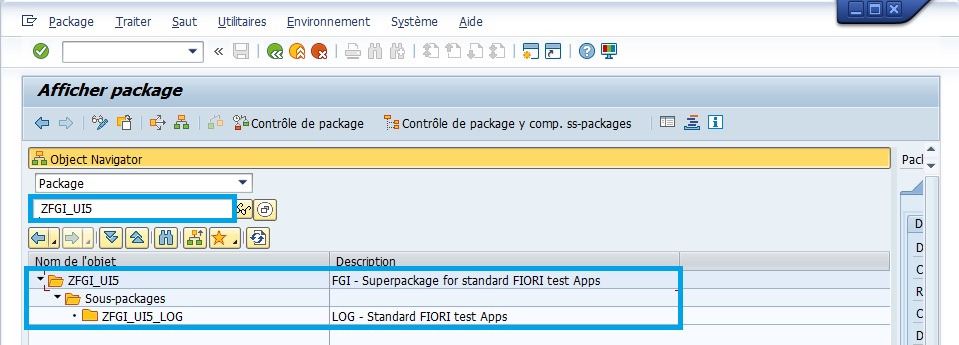 Package Traiter Saut Utilitaires Environnement Système Aide
Afficher package
Contrôle de package Contrôle de package y comp. ss-packages
Object Navigator
Package
ZFGI_UI5
Nom de l'objet Description
ZFGI_UI5 FGI - Superpackage for standard FIORI test Apps
Sous-packages
ZFGI_UI5_LOG LOG - Standard FIORI test Apps
Pacl
D
D
C
R
C
D